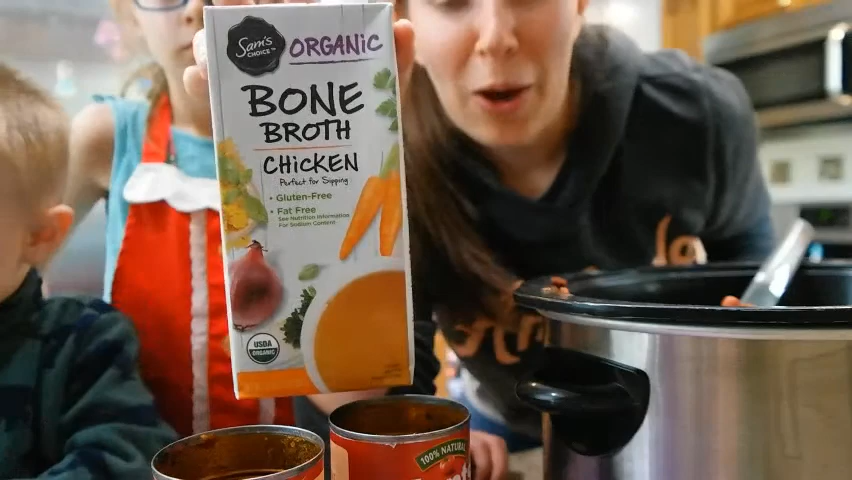 Sam's
CHOICE™
ORGANIC
BONE
BROTH
CHICKEN
Perfect for Sipping
• Gluten-Free
• Fat Free
See Nutrition Information
For Sodium Content
USDA
ORGANIC
100% NATURAL